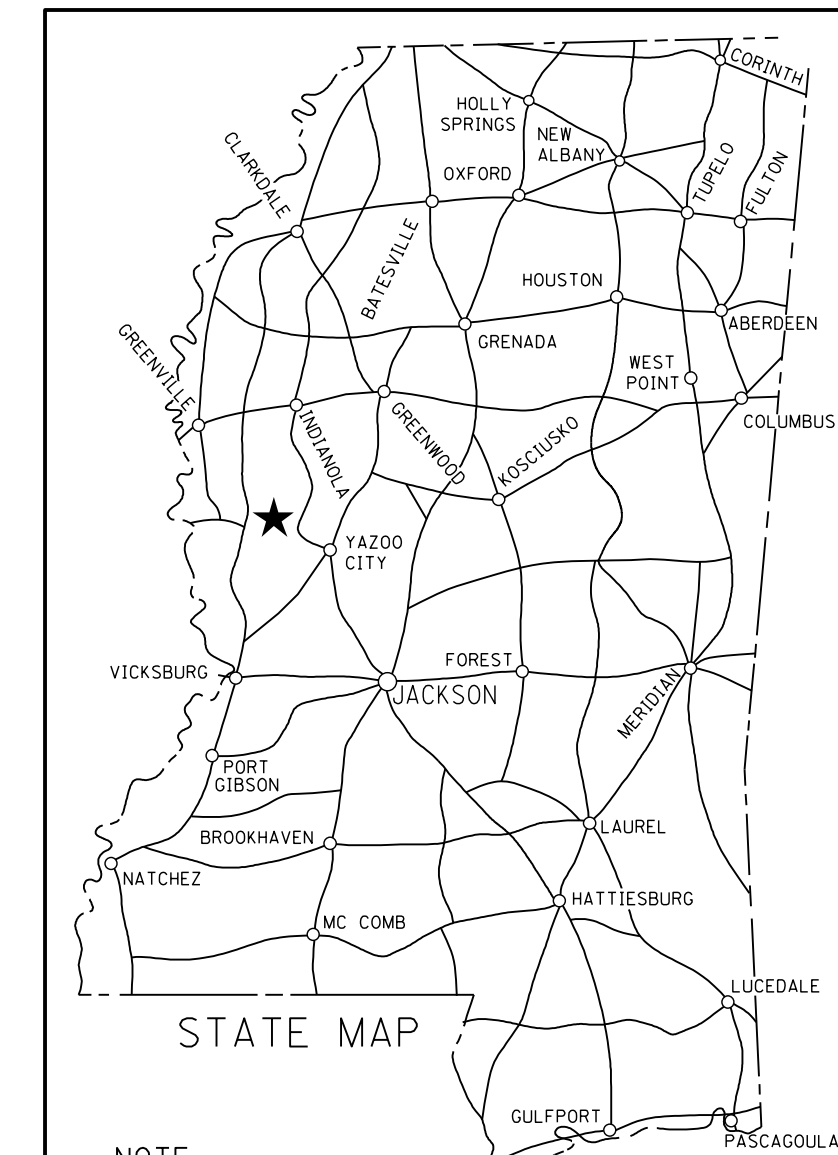 CORINTH
HOLLY
SPRINGS
NEW
ALBANY
CLARKDALE
OXFORD
TUPELO
FULTON
BATESVILLE
HOUSTON
ABERDEEN
GREENVILLE
GRENADA
WEST
POINT
COLUMBUS
INDIANOLA
GREENWOOD
KOSCIUSKO
YAZOO
CITY
VICKSBURG
FOREST
JACKSON
MERIDIAN
PORT
GIBSON
BROOKHAVEN
LAUREL
NATCHEZ
HATTIESBURG
MC COMB
LUCEDALE
STATE MAP
GULFPORT
PASCAGOULA
NOTE